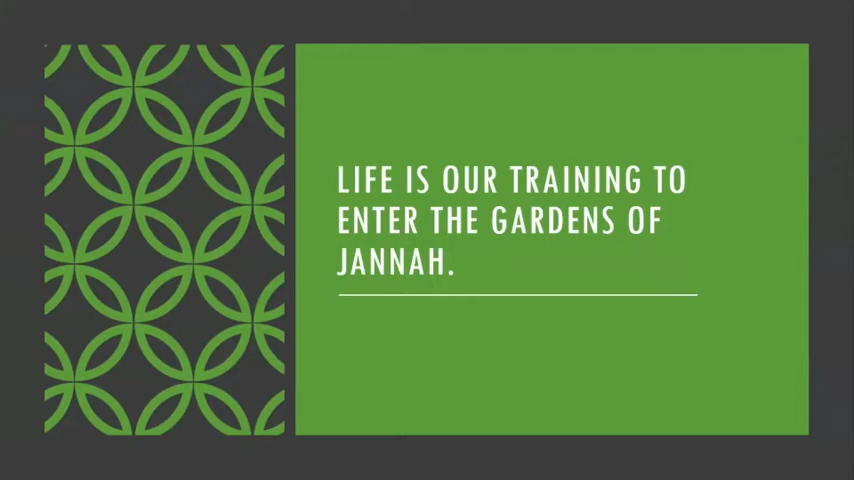 LIFE IS OUR TRAINING TO
ENTER THE GARDENS OF
JANNAH.